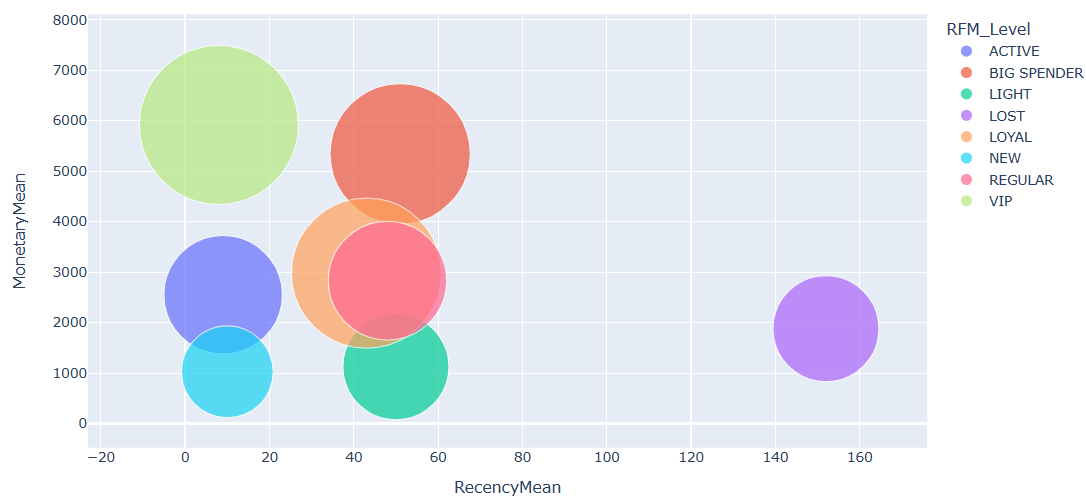 8000
7000
6000
5000
4000
3000
2000
1000
0
MonetaryMean
−20 0 20 40 60 80 100 120 140 160
RecencyMean
RFM_Level
ACTIVE
BIG SPENDER
LIGHT
LOST
LOYAL
NEW
REGULAR
VIP